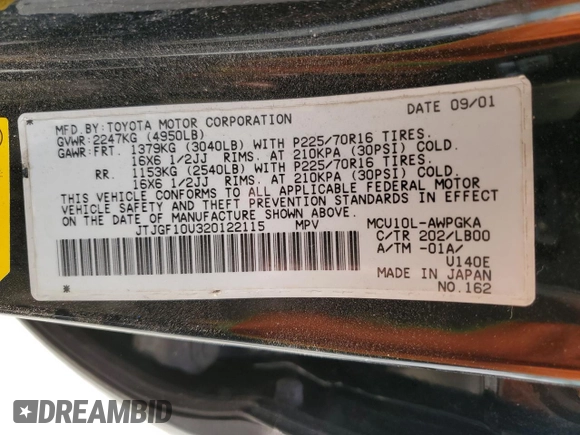 DATE 09/01
MFD.BY:TOYOTA MOTOR CORPORATION
GVWR:2247KG (4950LB)
GAWR:FRT. 1379KG (3040LB) WITH P225/70R16 TIRES.
16X6 1/2JJ RIMS. AT 210KPA (30PSI) COLD.
RR. 1153KG (2540LB) WITH P225/70R16 TIRES.
16X6 1/2JJ RIMS. AT 210KPA (30PSI) COLD.
THIS VEHICLE CONFORMS TO ALL APPLICABLE FEDERAL MOTOR
VEHICLE SAFETY AND THEFT PREVENTION STANDARDS IN EFFECT
ON THE DATE OF MANUFACTURE SHOWN ABOVE.
JTJGF10U320122115 MPV
MCU10L-AWPGKA
C/TR 202/LB00
A/TM -01A/
U140E
MADE IN JAPAN
NO.162
DREAMBID